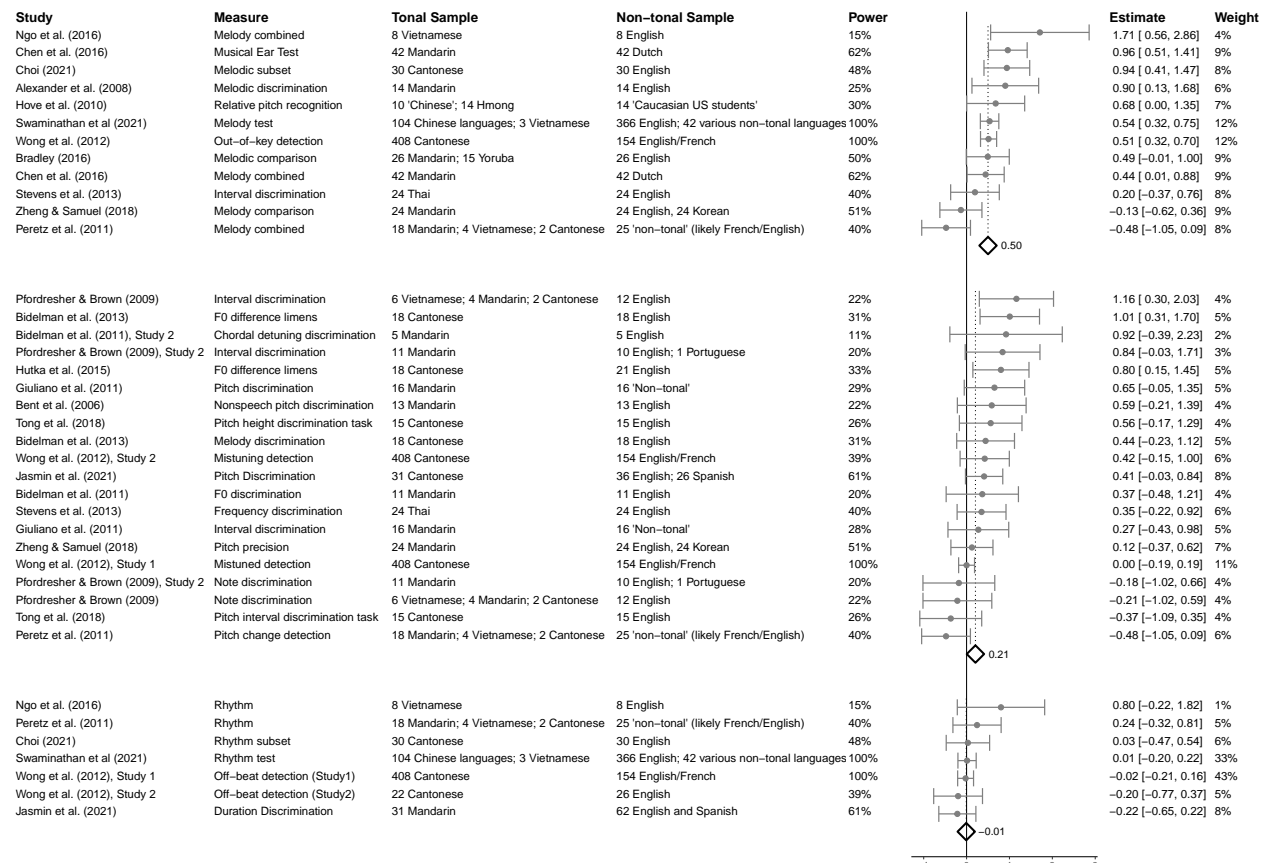 Study Measure Tonal Sample Non−tonal Sample Power Estimate Weight
Ngo et al. (2016) Melody combined 8 Vietnamese 8 English 15% 1.71 [ 0.56, 2.86] 4%
Chen et al. (2016) Musical Ear Test 42 Mandarin 42 Dutch 62% 0.96 [ 0.51, 1.41] 9%
Choi (2021) Melodic subset 30 Cantonese 30 English 48% 0.94 [ 0.41, 1.47] 8%
Alexander et al. (2008) Melodic discrimination 14 Mandarin 14 English 25% 0.90 [ 0.13, 1.68] 6%
Hove et al. (2010) Relative pitch recognition 10 'Chinese'; 14 Hmong 14 'Caucasian US students' 30% 0.68 [ 0.00, 1.35] 7%
Swaminathan et al (2021) Melody test 104 Chinese languages; 3 Vietnamese 366 English; 42 various non−tonal languages 100% 0.54 [ 0.32, 0.75] 12%
Wong et al. (2012) Out−of−key detection 408 Cantonese 154 English/French 100% 0.51 [ 0.32, 0.70] 12%
Bradley (2016) Melodic comparison 26 Mandarin; 15 Yoruba 26 English 50% 0.49 [−0.01, 1.00] 9%
Chen et al. (2016) Melody combined 42 Mandarin 42 Dutch 62% 0.44 [ 0.01, 0.88] 9%
Stevens et al. (2013) Interval discrimination 24 Thai 24 English 40% 0.20 [−0.37, 0.76] 8%
Zheng & Samuel (2018) Melody comparison 24 Mandarin 24 English, 24 Korean 51% −0.13 [−0.62, 0.36] 9%
Peretz et al. (2011) Melody combined 18 Mandarin; 4 Vietnamese; 2 Cantonese 25 'non−tonal' (likely French/English) 40% −0.48 [−1.05, 0.09] 8%
0.50
Pfordresher & Brown (2009) Interval discrimination 6 Vietnamese; 4 Mandarin; 2 Cantonese 12 English 22% 1.16 [ 0.30, 2.03] 4%
Bidelman et al. (2013) F0 difference limens 18 Cantonese 18 English 31% 1.01 [ 0.31, 1.70] 5%
Bidelman et al. (2011), Study 2 Chordal detuning discrimination 5 Mandarin 5 English 11% 0.92 [−0.39, 2.23] 2%
Pfordresher & Brown (2009), Study 2 Interval discrimination 11 Mandarin 10 English; 1 Portuguese 20% 0.84 [−0.03, 1.71] 3%
Hutka et al. (2015) F0 difference limens 18 Cantonese 21 English 33% 0.80 [ 0.15, 1.45] 5%
Giuliano et al. (2011) Pitch discrimination 16 Mandarin 16 'Non−tonal' 29% 0.65 [−0.05, 1.35] 5%
Bent et al. (2006) Nonspeech pitch discrimination 13 Mandarin 13 English 22% 0.59 [−0.21, 1.39] 4%
Tong et al. (2018) Pitch height discrimination task 15 Cantonese 15 English 26% 0.56 [−0.17, 1.29] 4%
Bidelman et al. (2013) Melody discrimination 18 Cantonese 18 English 31% 0.44 [−0.23, 1.12] 5%
Wong et al. (2012), Study 2 Mistuning detection 408 Cantonese 154 English/French 39% 0.42 [−0.15, 1.00] 6%
Jasmin et al. (2021) Pitch Discrimination 31 Cantonese 36 English; 26 Spanish 61% 0.41 [−0.03, 0.84] 8%
Bidelman et al. (2011) F0 discrimination 11 Mandarin 11 English 20% 0.37 [−0.48, 1.21] 4%
Stevens et al. (2013) Frequency discrimination 24 Thai 24 English 40% 0.35 [−0.22, 0.92] 6%
Giuliano et al. (2011) Interval discrimination 16 Mandarin 16 'Non−tonal' 28% 0.27 [−0.43, 0.98] 5%
Zheng & Samuel (2018) Pitch precision 24 Mandarin 24 English, 24 Korean 51% 0.12 [−0.37, 0.62] 7%
Wong et al. (2012), Study 1 Mistuned detection 408 Cantonese 154 English/French 100% 0.00 [−0.19, 0.19] 11%
Pfordresher & Brown (2009), Study 2 Note discrimination 11 Mandarin 10 English; 1 Portuguese 20% −0.18 [−1.02, 0.66] 4%
Pfordresher & Brown (2009) Note discrimination 6 Vietnamese; 4 Mandarin; 2 Cantonese 12 English 22% −0.21 [−1.02, 0.59] 4%
Tong et al. (2018) Pitch interval discrimination task 15 Cantonese 15 English 26% −0.37 [−1.09, 0.35] 4%
Peretz et al. (2011) Pitch change detection 18 Mandarin; 4 Vietnamese; 2 Cantonese 25 'non−tonal' (likely French/English) 40% −0.48 [−1.05, 0.09] 6%
0.21
Ngo et al. (2016) Rhythm 8 Vietnamese 8 English 15% 0.80 [−0.22, 1.82] 1%
Peretz et al. (2011) Rhythm 18 Mandarin; 4 Vietnamese; 2 Cantonese 25 'non−tonal' (likely French/English) 40% 0.24 [−0.32, 0.81] 5%
Choi (2021) Rhythm subset 30 Cantonese 30 English 48% 0.03 [−0.47, 0.54] 6%
Swaminathan et al (2021) Rhythm test 104 Chinese languages; 3 Vietnamese 366 English; 42 various non−tonal languages 100% 0.01 [−0.20, 0.22] 33%
Wong et al. (2012), Study 1 Off−beat detection (Study1) 408 Cantonese 154 English/French 100% −0.02 [−0.21, 0.16] 43%
Wong et al. (2012), Study 2 Off−beat detection (Study2) 22 Cantonese 26 English 39% −0.20 [−0.77, 0.37] 5%
Jasmin et al. (2021) Duration Discrimination 31 Mandarin 62 English and Spanish 61% −0.22 [−0.65, 0.22] 8%
−0.01